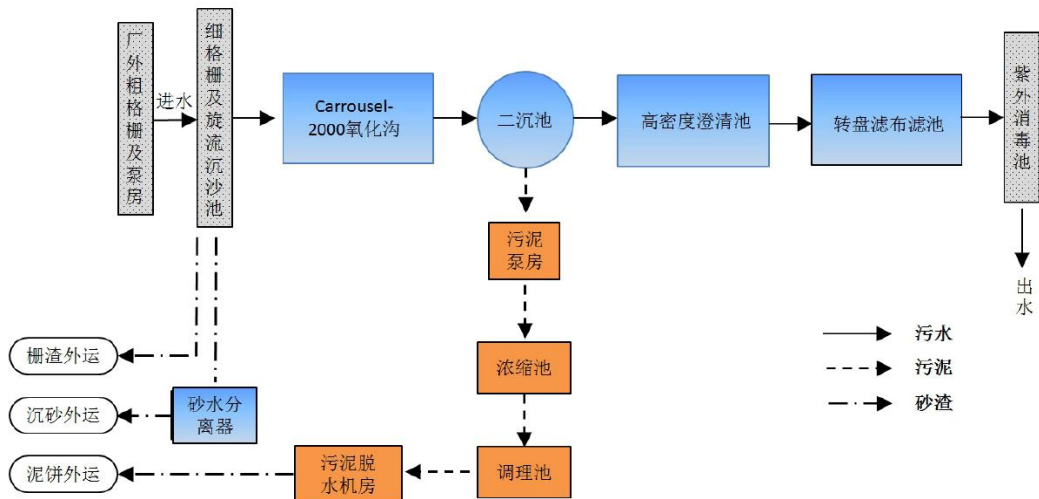 厂外粗格栅及泵房
进水
细格栅及旋流沉沙池
Carrousel-
2000氧化沟
二沉池
高密度澄清池
转盘滤布滤池
紫外消毒池
出水
污泥
泵房
浓缩池
调理池
污泥脱
水机房
栅渣外运
沉砂外运
砂水分
离器
泥饼外运
污水
污泥
砂渣